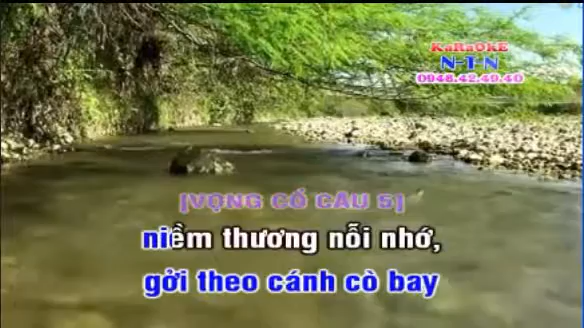 KaRaOKE
N-T-N
0948.42.49.40
[VỌNG CỔ CÂU 5]
niềm thương nỗi nhớ,
gởi theo cánh cò bay